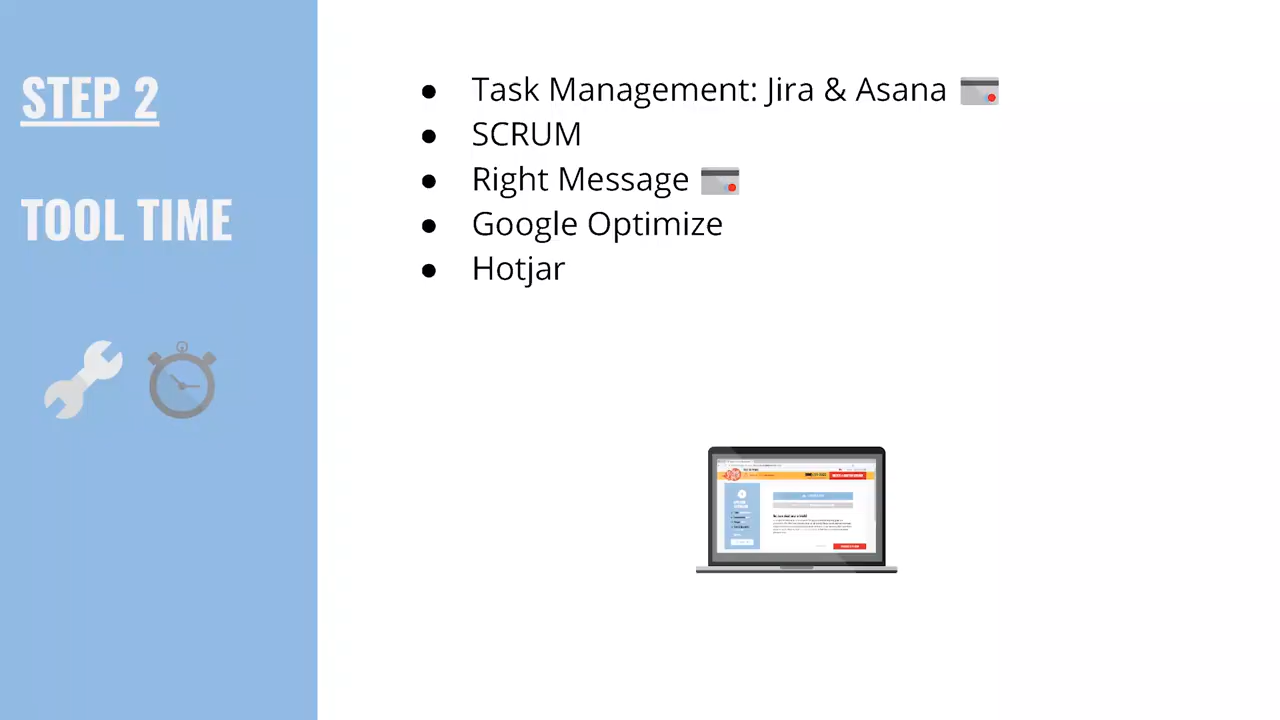 STEP 2
TOOL TIME
● Task Management: Jira & Asana
● SCRUM
● Right Message
● Google Optimize
● Hotjar